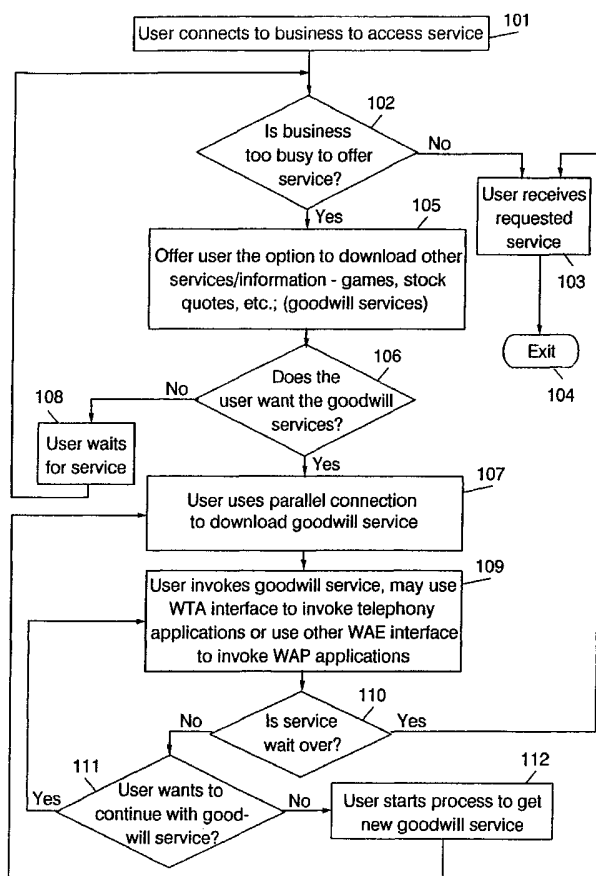 101
User connects to business to access service
102
Is business
too busy to offer
service?
No
Yes
User receives
requested
service
103
105
Offer user the option to download other
services/information - games, stock
quotes, etc.; (goodwill services)
Exit
104
106
Does the
user want the goodwill
services?
No
Yes
108
User waits
for service
107
User uses parallel connection
to download goodwill service
109
User invokes goodwill service, may use
WTA interface to invoke telephony
applications or use other WAE interface
to invoke WAP applications
110
Is service
wait over?
No
Yes
111
User wants to
continue with good-
will service?
Yes
No
112
User starts process to get
new goodwill service